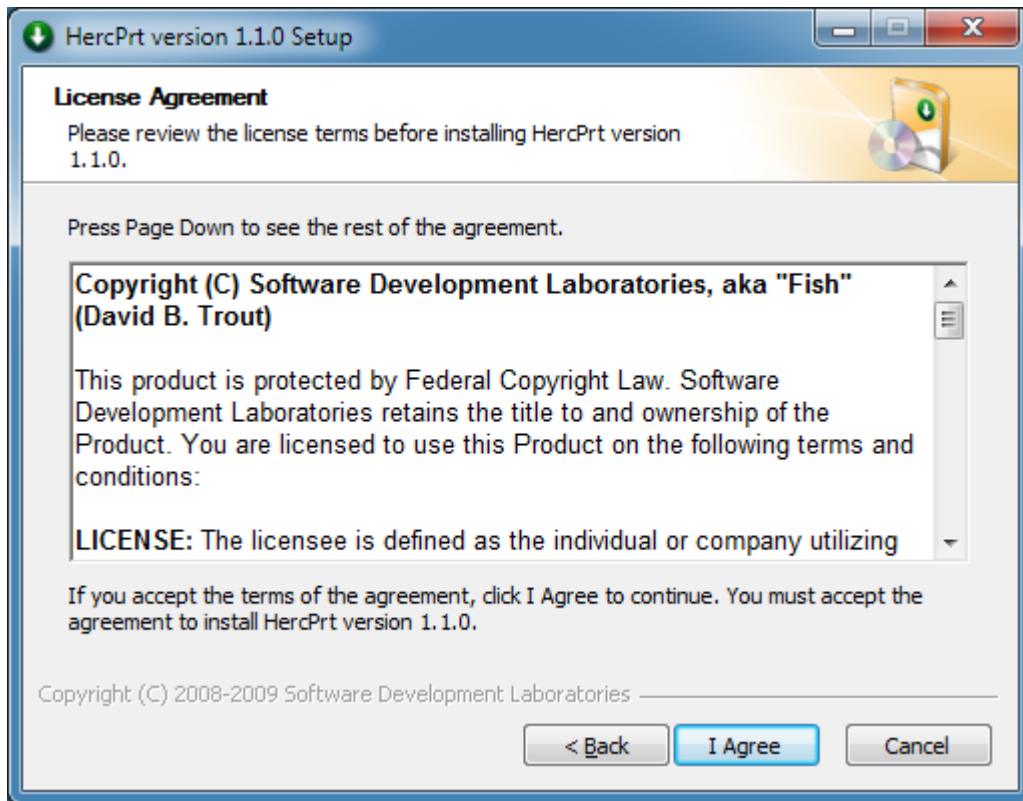 HercPrt version 1.1.0 Setup
License Agreement
Please review the license terms before installing HercPrt version
1.1.0.
Press Page Down to see the rest of the agreement.
Copyright (C) Software Development Laboratories, aka "Fish"
(David B. Trout)
This product is protected by Federal Copyright Law. Software
Development Laboratories retains the title to and ownership of the
Product. You are licensed to use this Product on the following terms and
conditions:
LICENSE: The licensee is defined as the individual or company utilizing
If you accept the terms of the agreement, click I Agree to continue. You must accept the
agreement to install HercPrt version 1.1.0.
Copyright (C) 2008-2009 Software Development Laboratories
< Back
I Agree
Cancel